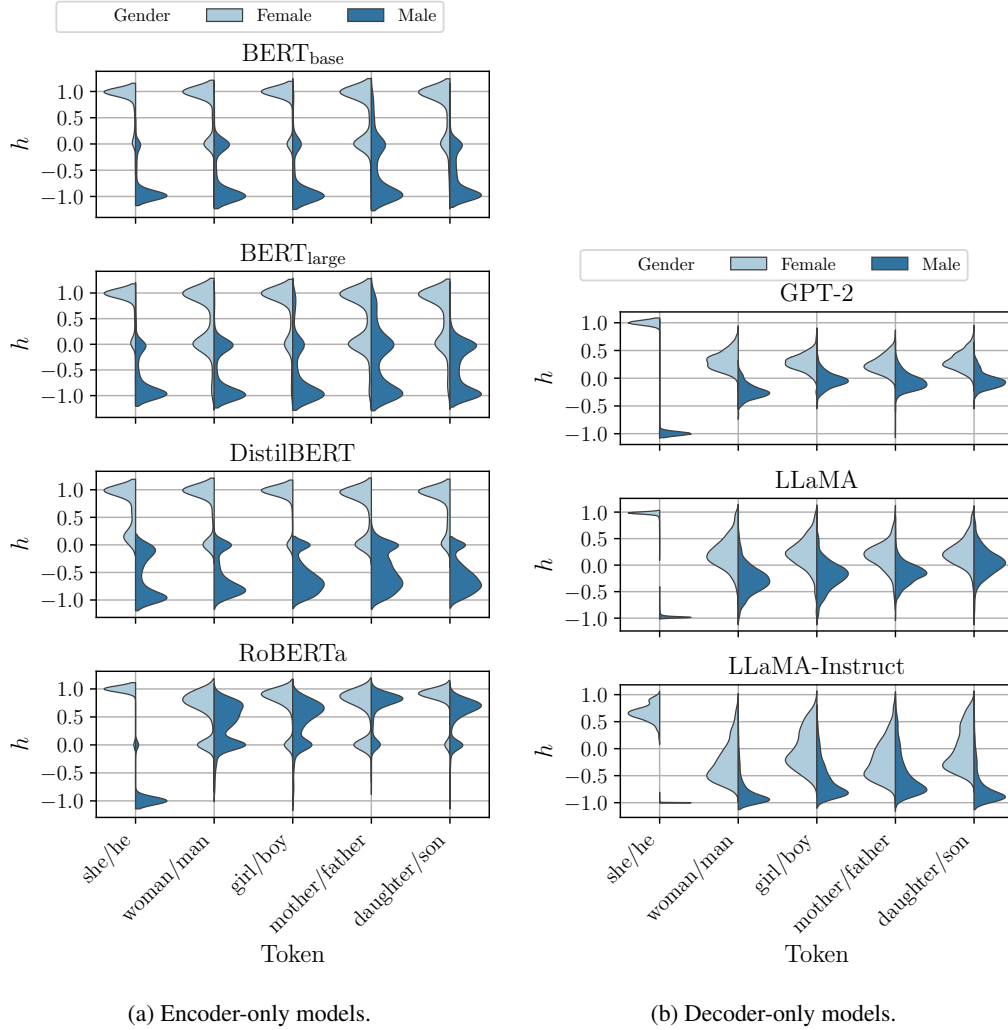 Gender Female Male
BERTbase
h
1.0
0.5
0.0
−0.5
−1.0
BERTlarge
h
1.0
0.5
0.0
−0.5
−1.0
DistilBERT
h
1.0
0.5
0.0
−0.5
−1.0
RoBERTa
h
1.0
0.5
0.0
−0.5
−1.0
she/he
woman/man
girl/boy
mother/father
daughter/son
Token
(a) Encoder-only models.
Gender Female Male
GPT-2
h
1.0
0.5
0.0
−0.5
−1.0
LLaMA
h
1.0
0.5
0.0
−0.5
−1.0
LLaMA-Instruct
h
1.0
0.5
0.0
−0.5
−1.0
she/he
woman/man
girl/boy
mother/father
daughter/son
Token
(b) Decoder-only models.